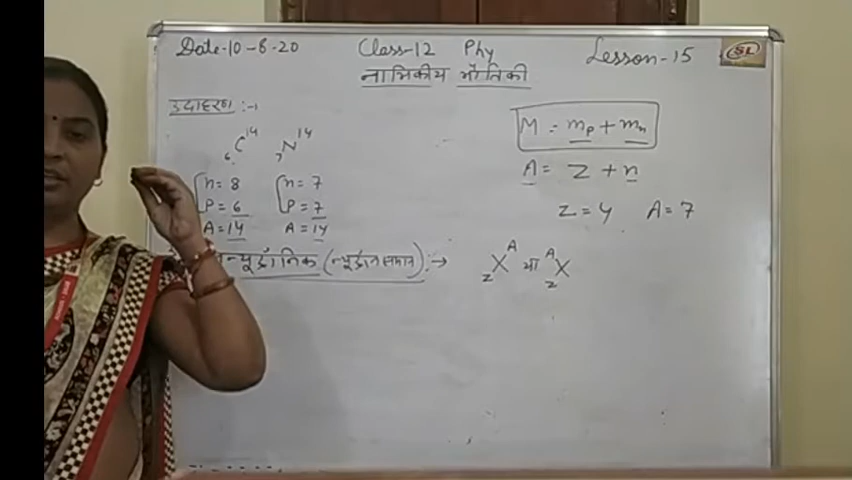 Date-10-8-20 Class-12 Phy Lesson-15
SL
नाभिकीय भौतिकी
उदाहरण :-
₆C¹⁴ ₇N¹⁴
n=8 n=7
P=6 P=7
A=14 A=14
M = mₚ + mₙ
A = Z + n
Z=4 A=7
न्यूट्रॉनिक (न्यूट्रॉन समान) :→
zXᴬ या ᴬzX